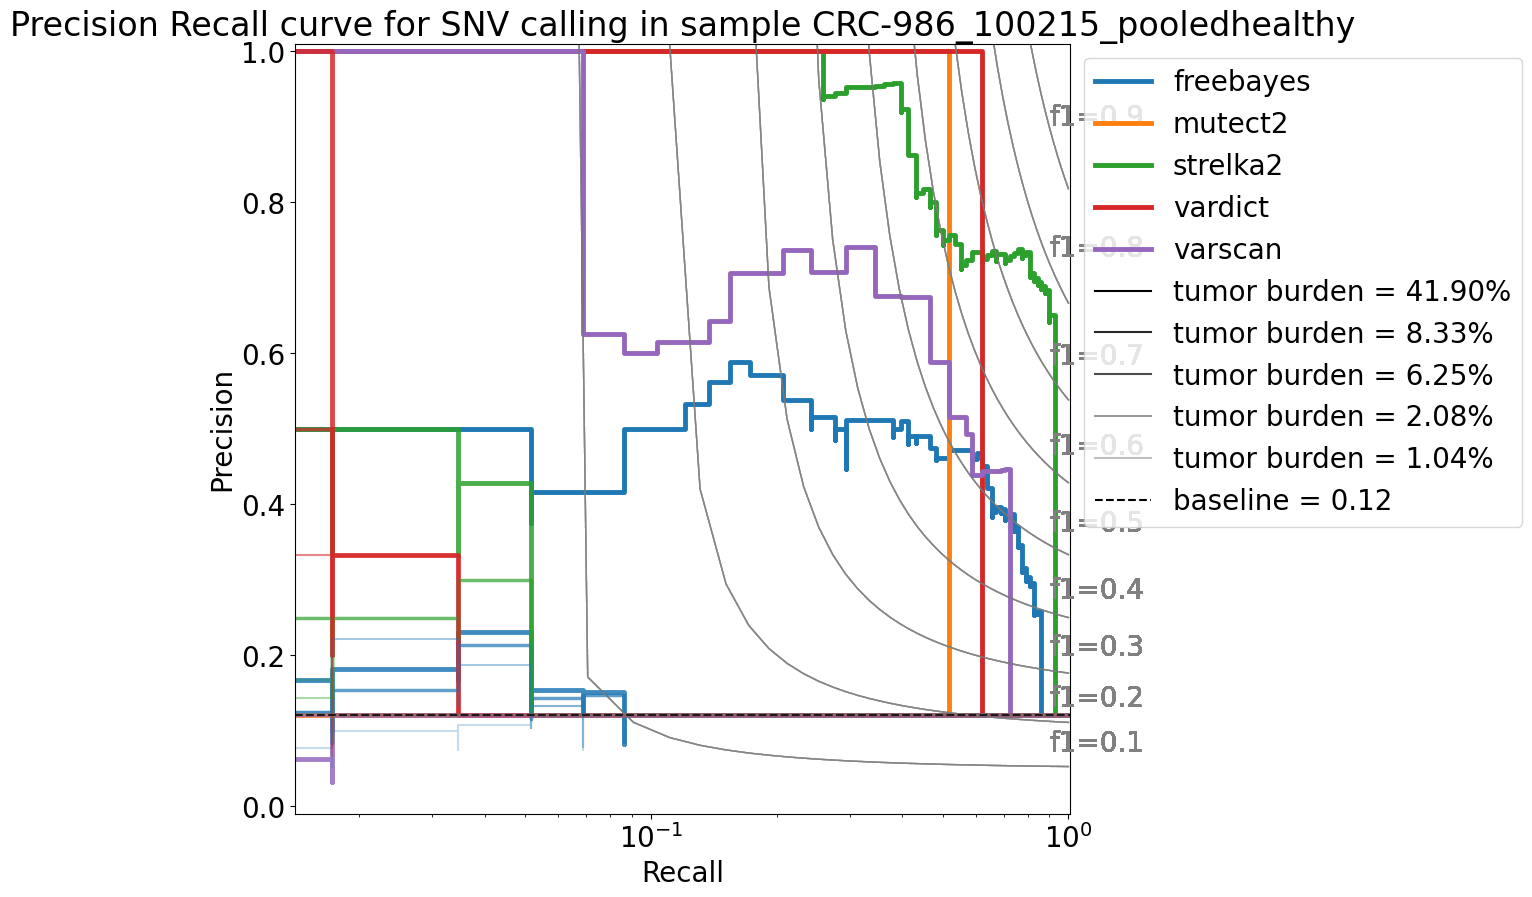 Precision Recall curve for SNV calling in sample CRC-986_100215_pooledhealthy
1.0
0.8
0.6
0.4
0.2
0.0
Precision
10⁻¹
10⁰
Recall
f1=0.9
f1=0.8
f1=0.7
f1=0.6
f1=0.5
f1=0.4
f1=0.3
f1=0.2
f1=0.1
freebayes
mutect2
strelka2
vardict
varscan
tumor burden = 41.90%
tumor burden = 8.33%
tumor burden = 6.25%
tumor burden = 2.08%
tumor burden = 1.04%
baseline = 0.12